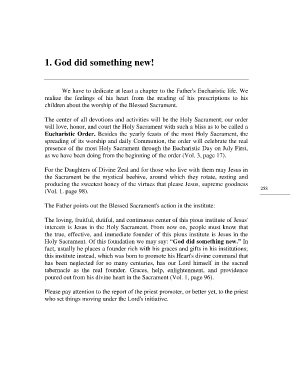 1. God did something new!
We have to dedicate at least a chapter to the Father's Eucharistic life. We
realize the feelings of his heart from the reading of his prescriptions to his
children about the worship of the Blessed Sacrament.
The center of all devotions and activities will be the Holy Sacrament; our order
will love, honor, and court the Holy Sacrament with such a bliss as to be called a
Eucharistic Order. Besides the yearly feasts of the most Holy Sacrament, the
spreading of its worship and daily Communion, the order will celebrate the real
presence of the most Holy Sacrament through the Eucharistic Day on July First,
as we have been doing from the beginning of the order (Vol. 3, page 17).
For the Daughters of Divine Zeal and for those who live with them may Jesus in
the Sacrament be the mystical beehive, around which they rotate, resting and
producing the sweetest honey of the virtues that please Jesus, supreme goodness
(Vol. 1, page 98).
258
The Father points out the Blessed Sacrament's action in the institute:
The loving, fruitful, dutiful, and continuous center of this pious institute of Jesus'
interests is Jesus in the Holy Sacrament. From now on, people must know that
the true, effective, and immediate founder of this pious institute is Jesus in the
Holy Sacrament. Of this foundation we may say: "God did something new." In
fact, usually he places a founder rich with his graces and gifts in his institutions;
this institute instead, which was born to promote his Heart's divine command that
has been neglected for so many centuries, has our Lord himself in the sacred
tabernacle as the real founder. Graces, help, enlightenment, and providence
poured out from his divine heart in the Sacrament (Vol. 1, page 96).
Please pay attention to the report of the priest promoter, or better yet, to the priest
who set things moving under the Lord's initiative.